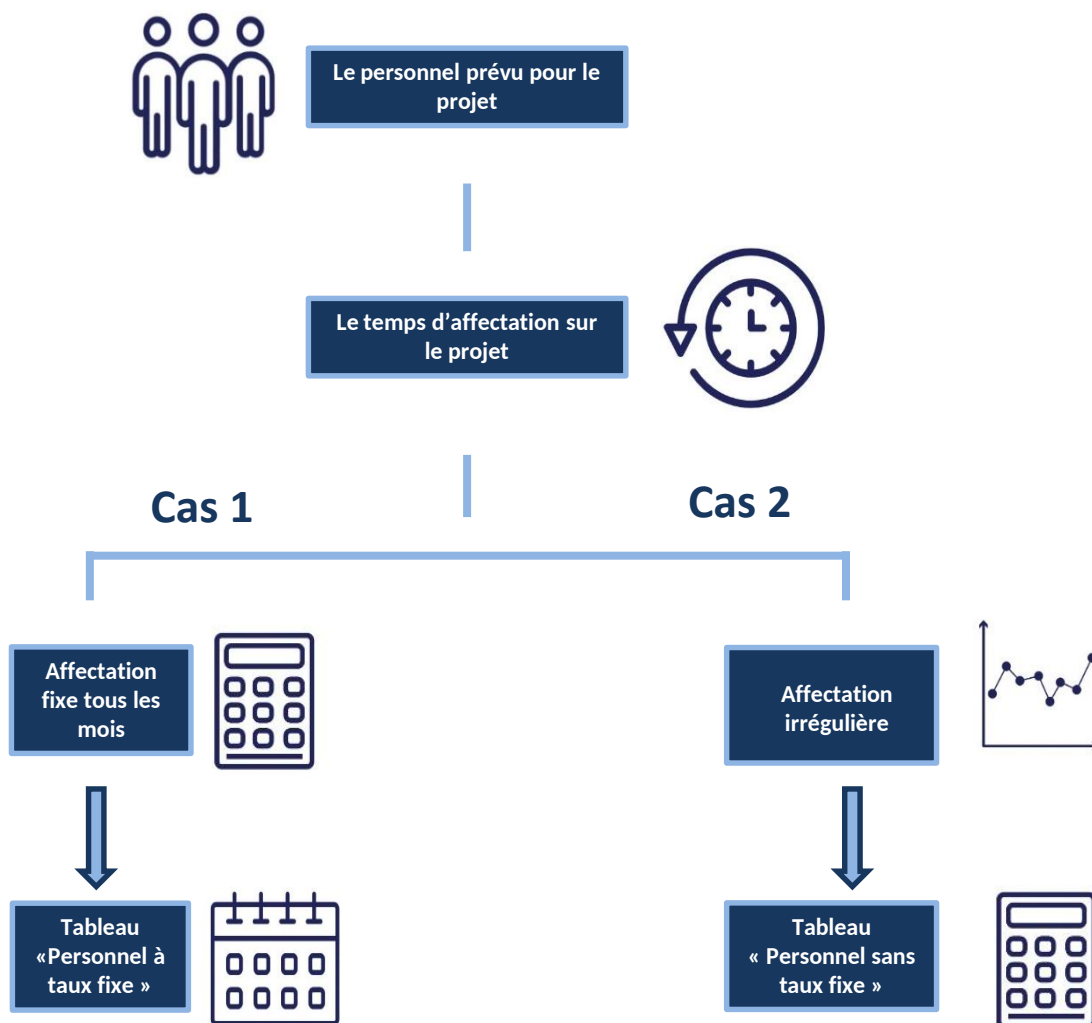 Le personnel prévu pour le
projet
Le temps d’affectation sur
le projet
Cas 1
Cas 2
Affectation
fixe tous les
mois
Affectation
irrégulière
Tableau
«Personnel à
taux fixe »
Tableau
« Personnel sans
taux fixe »